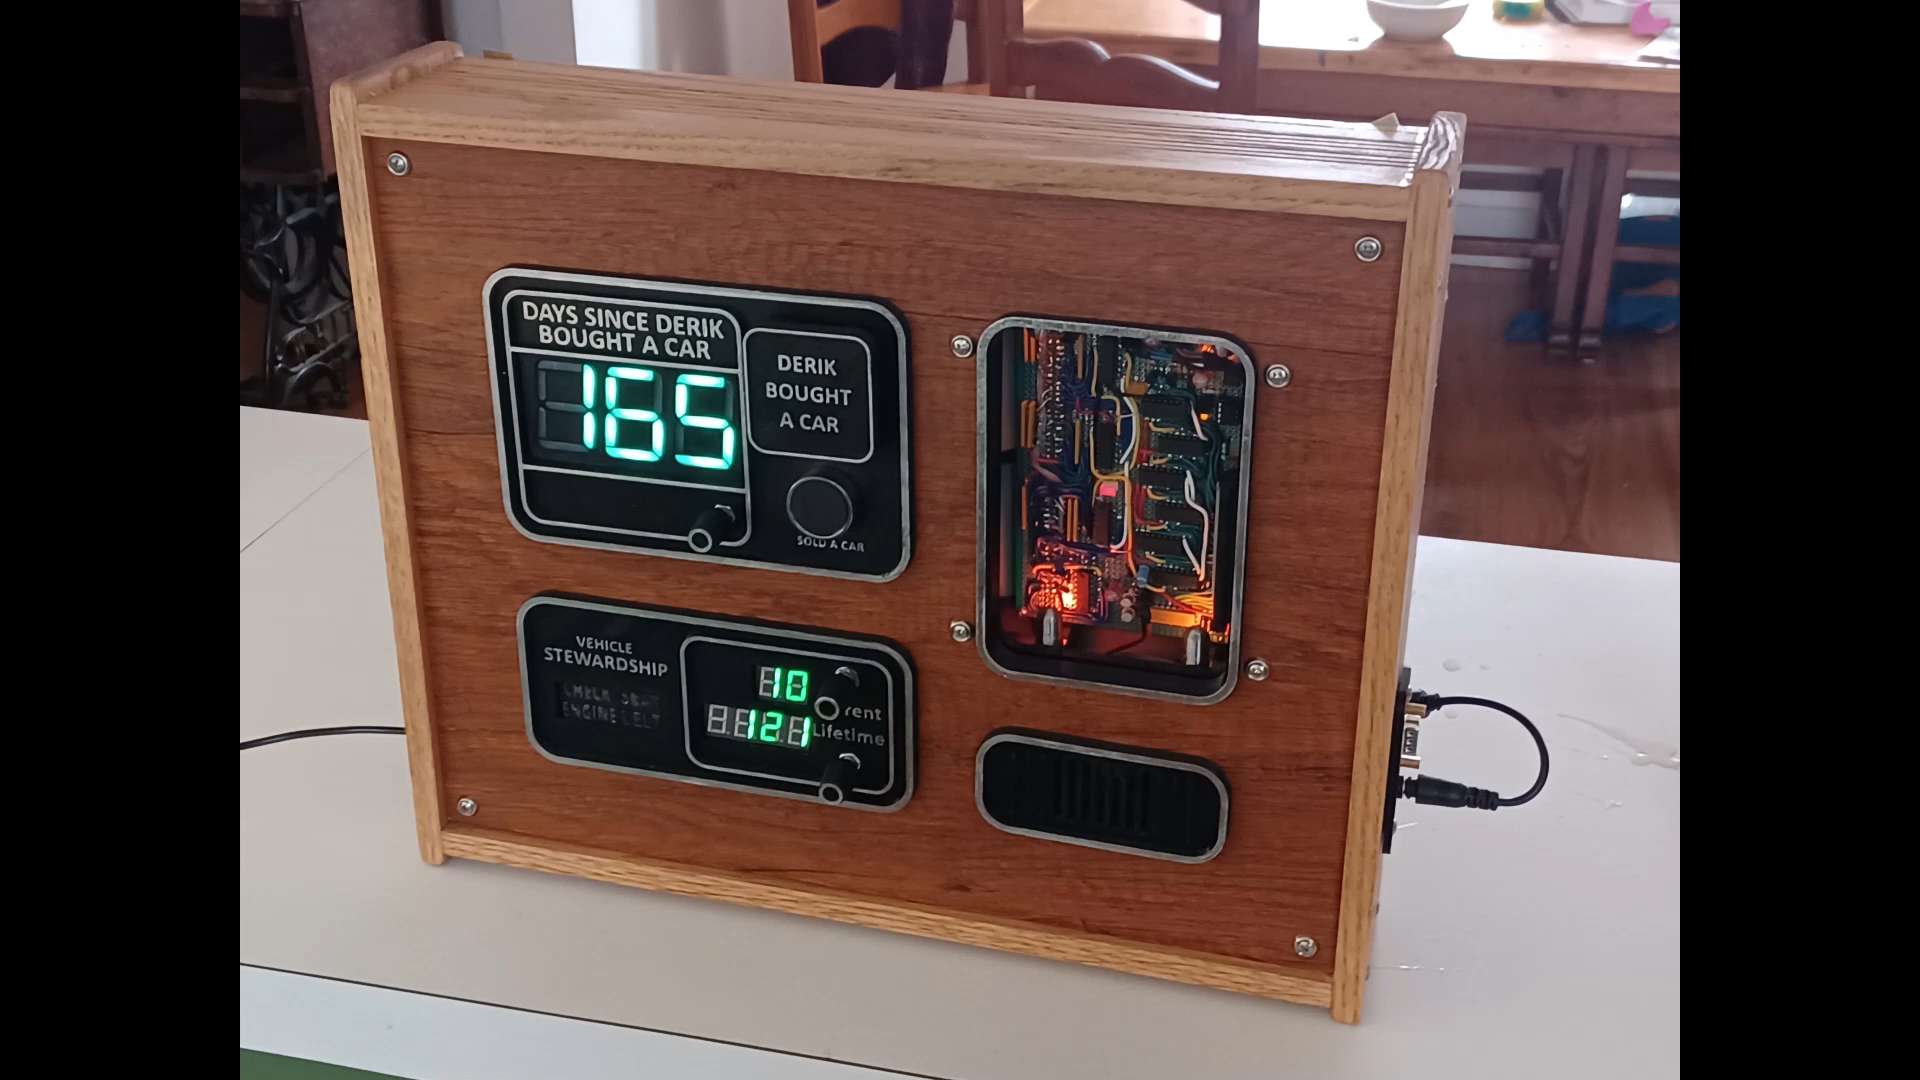 DAYS SINCE DERIK
BOUGHT A CAR
165
DERIK
BOUGHT
A CAR
SOLD A CAR
VEHICLE
STEWARDSHIP
CHECK SEAT
ENGINE BELT
10
rent
121
Lifetime